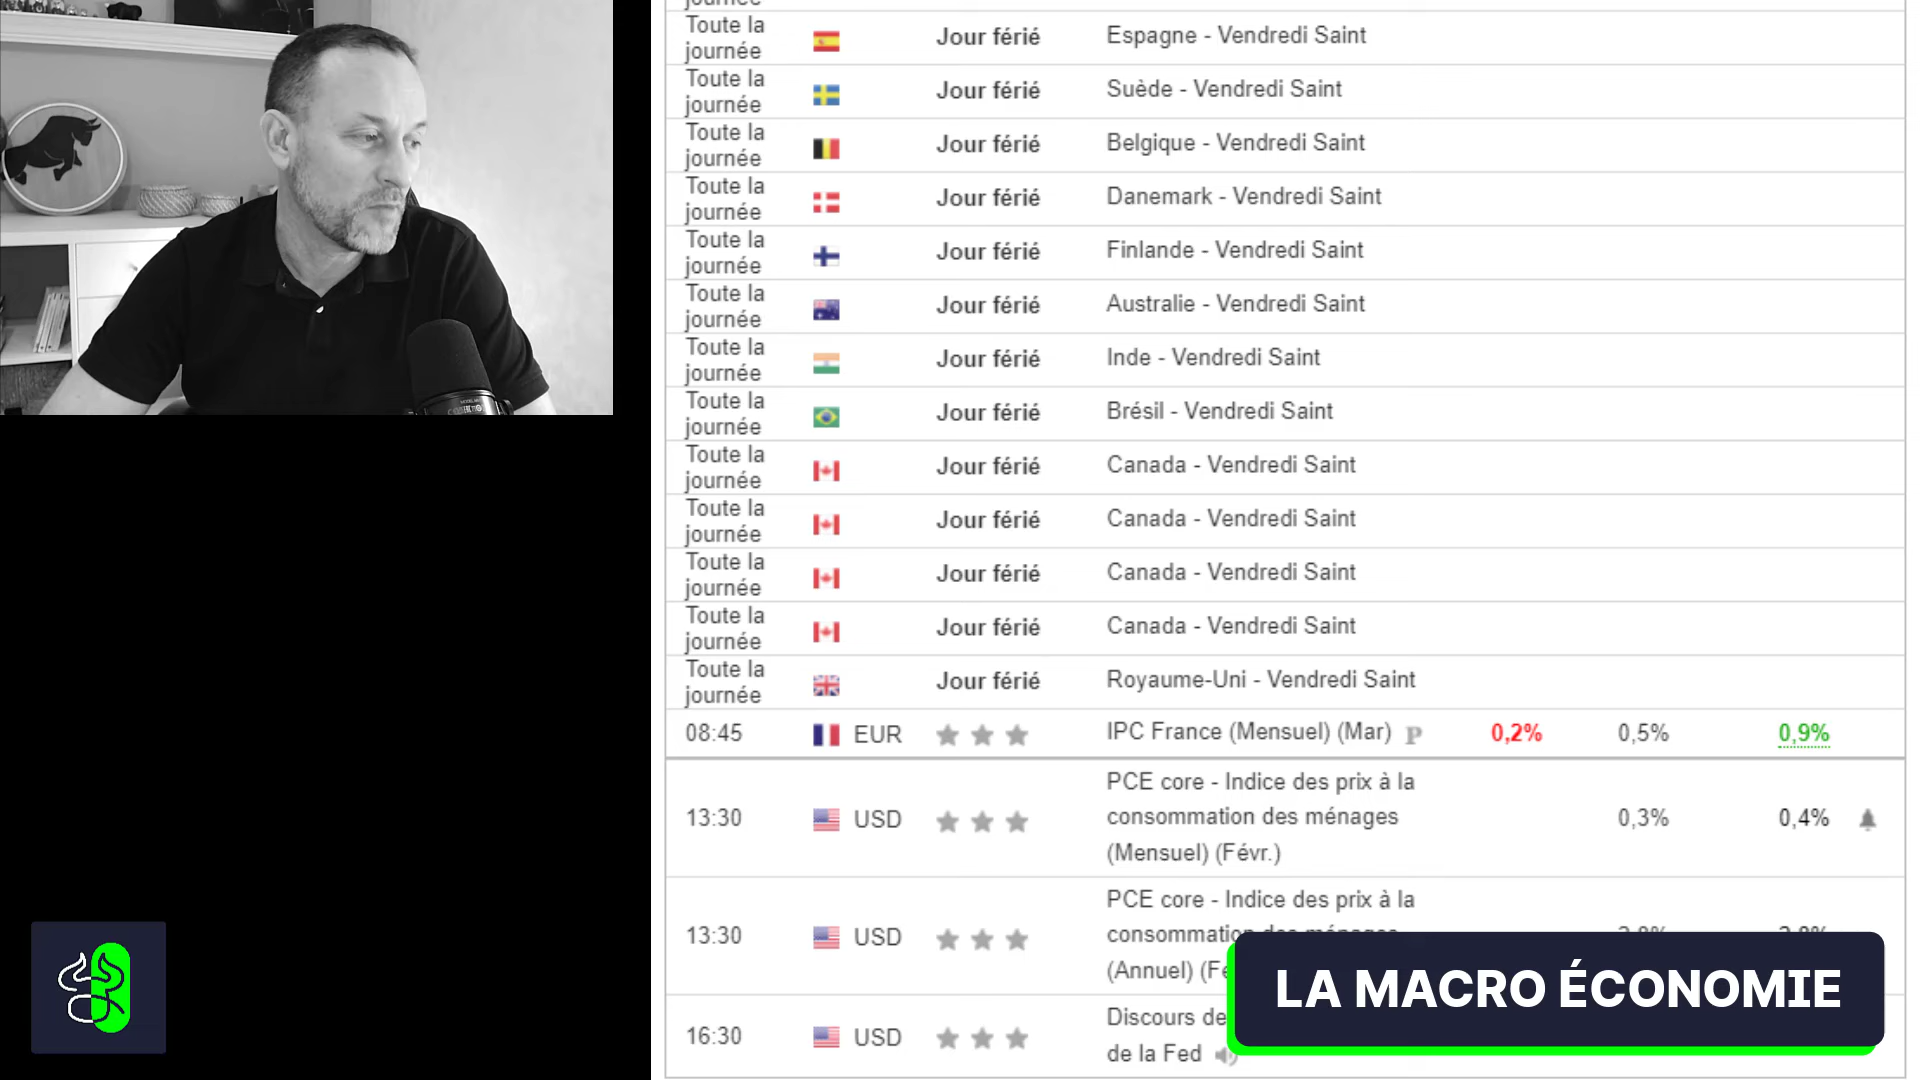 journée
Toute la journée Jour férié Espagne - Vendredi Saint
Toute la journée Jour férié Suède - Vendredi Saint
Toute la journée Jour férié Belgique - Vendredi Saint
Toute la journée Jour férié Danemark - Vendredi Saint
Toute la journée Jour férié Finlande - Vendredi Saint
Toute la journée Jour férié Australie - Vendredi Saint
Toute la journée Jour férié Inde - Vendredi Saint
Toute la journée Jour férié Brésil - Vendredi Saint
Toute la journée Jour férié Canada - Vendredi Saint
Toute la journée Jour férié Canada - Vendredi Saint
Toute la journée Jour férié Canada - Vendredi Saint
Toute la journée Jour férié Canada - Vendredi Saint
Toute la journée Jour férié Royaume-Uni - Vendredi Saint
08:45 EUR IPC France (Mensuel) (Mar) P 0,2% 0,5% 0,9%
PCE core - Indice des prix à la
13:30 USD consommation des ménages 0,3% 0,4%
(Mensuel) (Févr.)
PCE core - Indice des prix à la
13:30 USD consommation des ménages
(Annuel)
Discours de
16:30 USD
de la Fed
LA MACRO ÉCONOMIE